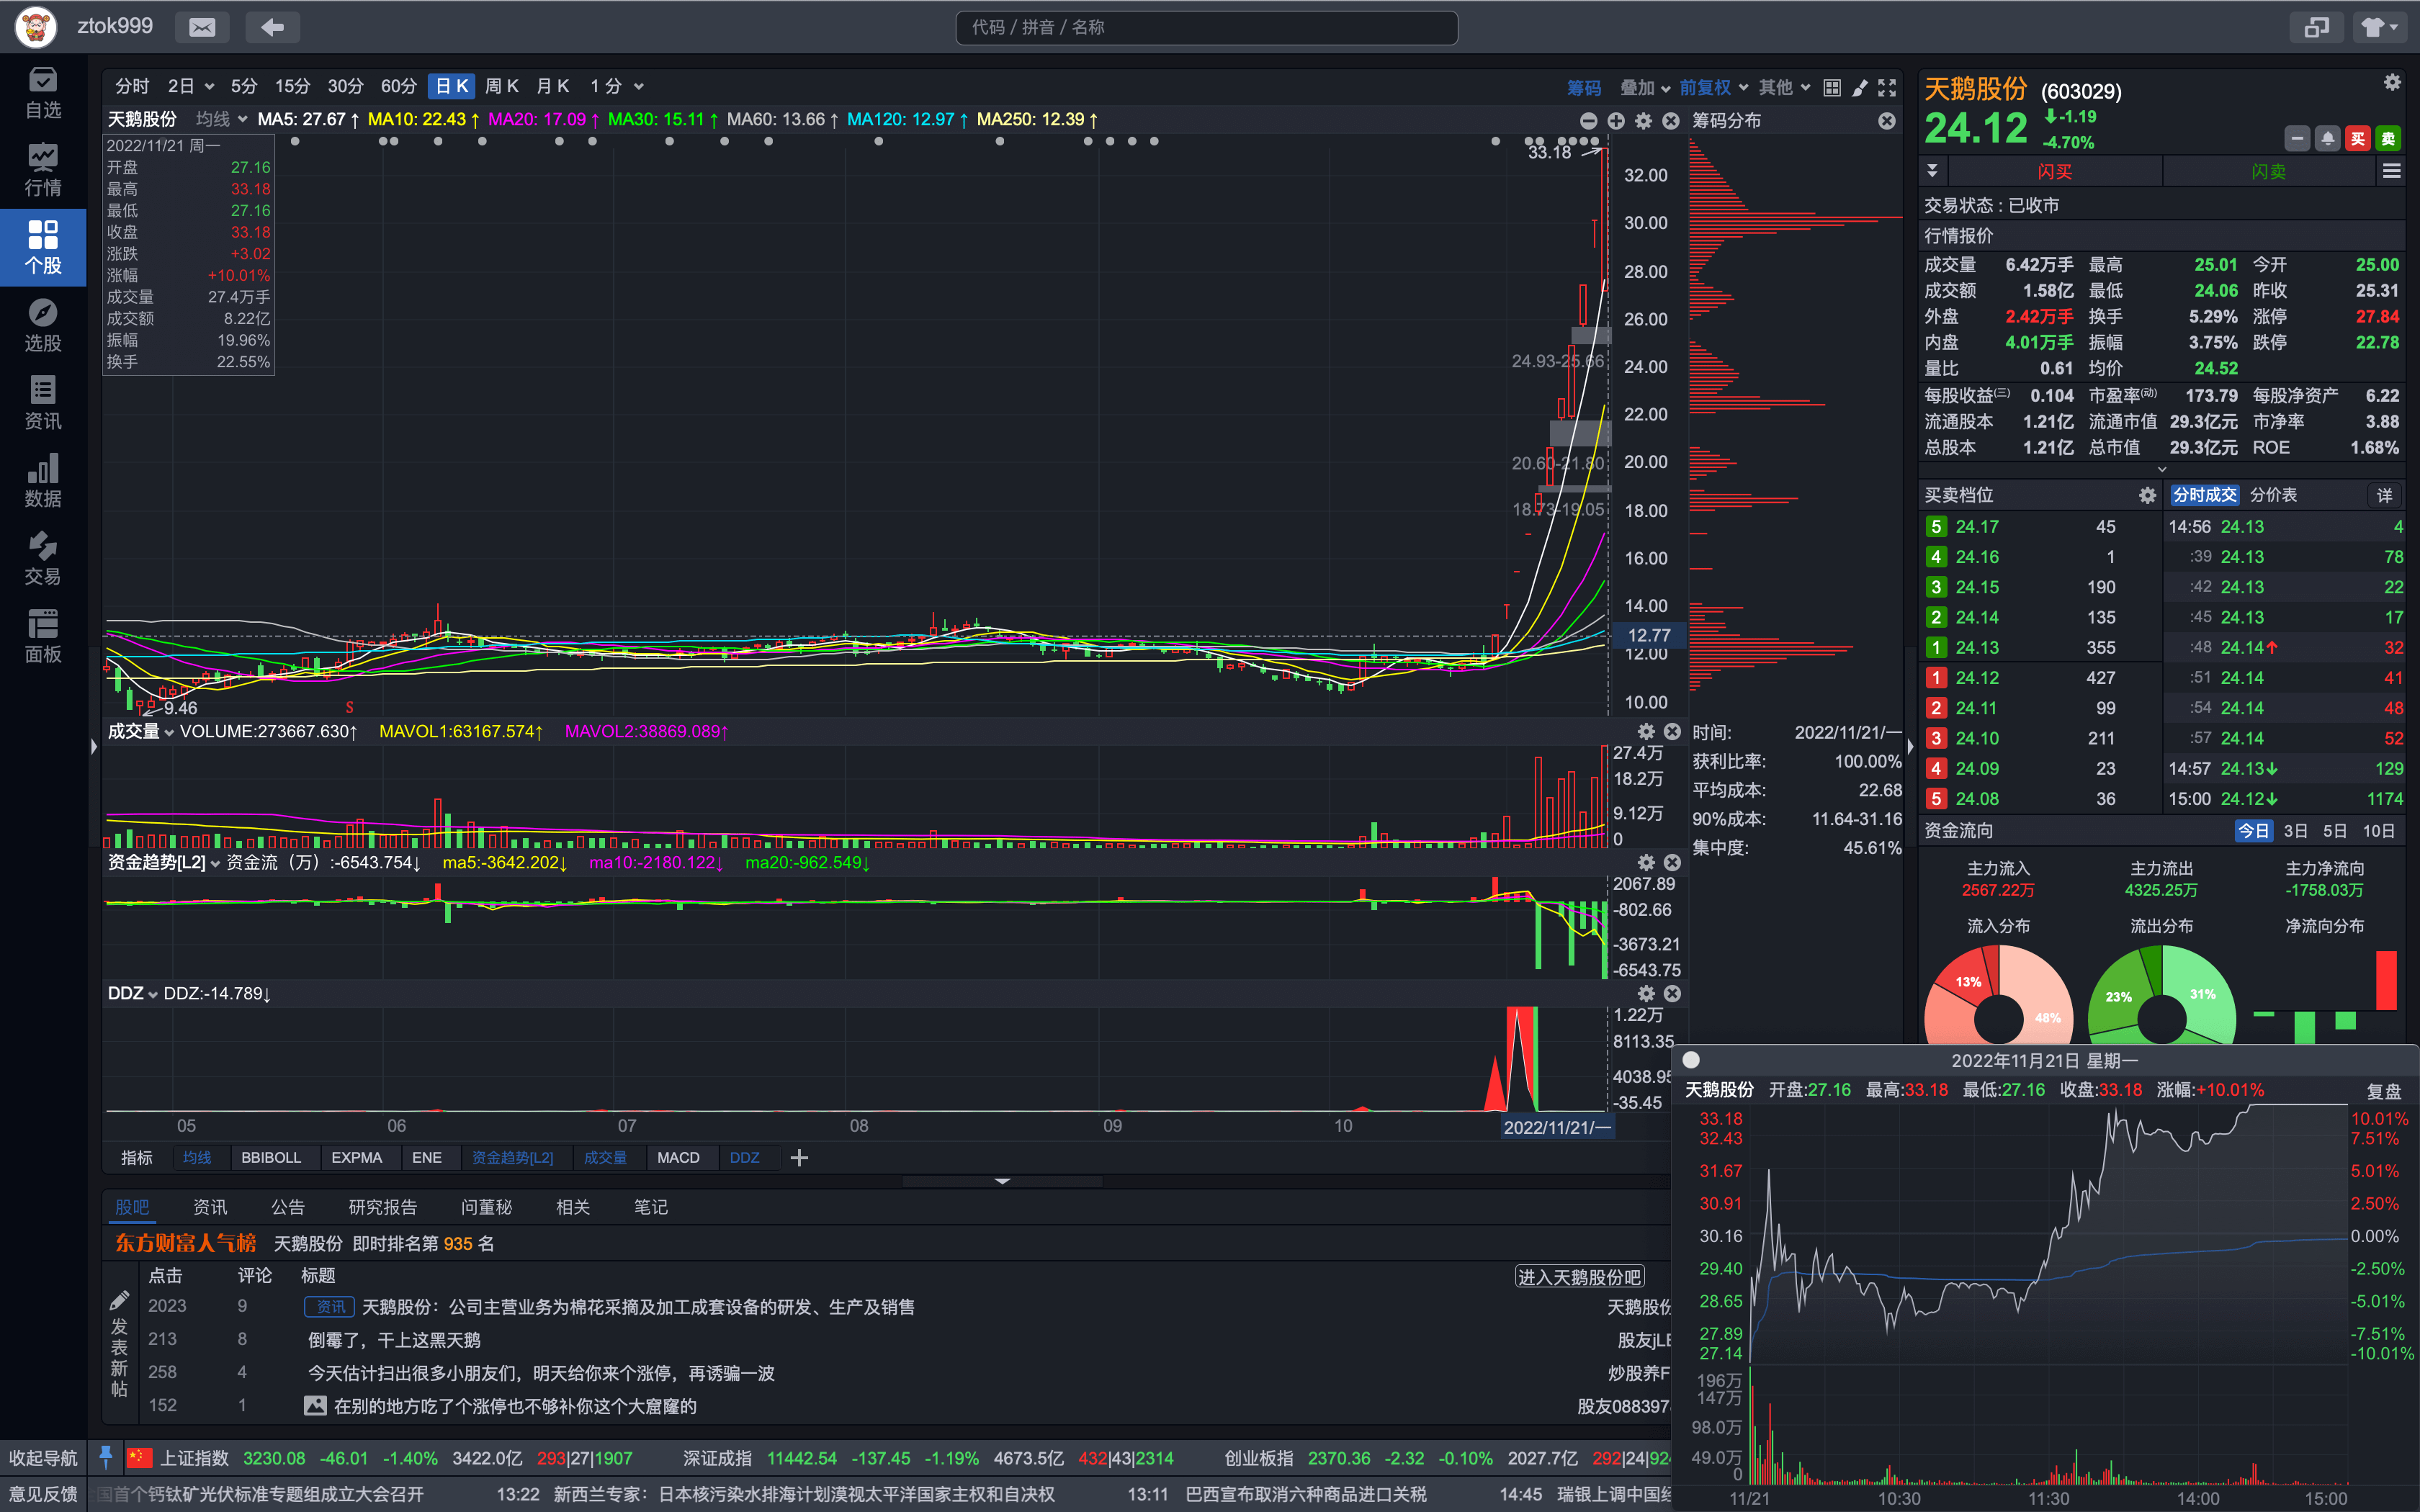 ztok999
代码 / 拼音 / 名称
自选
行情
个股
选股
资讯
数据
交易
面板
收起导航
意见反馈
分时 2日 5分 15分 30分 60分 日K 周K 月K 1分
筹码 叠加 前复权 其他
天鹅股份 均线 MA5: 27.67↑ MA10: 22.43↑ MA20: 17.09↑ MA30: 15.11↑ MA60: 13.66↑ MA120: 12.97↑ MA250: 12.39↑
筹码分布
2022/11/21 周一
开盘 27.16
最高 33.18
最低 27.16
收盘 33.18
涨跌 +3.02
涨幅 +10.01%
成交量 27.4万手
成交额 8.22亿
振幅 19.96%
换手 22.55%
33.18
24.93-25.66
20.60-21.80
18.73-19.05
9.46
S
32.00
30.00
28.00
26.00
24.00
22.00
20.00
18.00
16.00
14.00
12.77
12.00
10.00
成交量 VOLUME:273667.630↑ MAVOL1:63167.574↑ MAVOL2:38869.089↑
27.4万
18.2万
9.12万
0
资金趋势[L2] 资金流（万）:-6543.754↓ ma5:-3642.202↓ ma10:-2180.122↓ ma20:-962.549↓
2067.89
-802.66
-3673.21
-6543.75
DDZ DDZ:-14.789↓
1.22万
8113.35
4038.95
-35.45
05 06 07 08 09 10 2022/11/21/一
时间: 2022/11/21/一
获利比率: 100.00%
平均成本: 22.68
90%成本: 11.64-31.16
集中度: 45.61%
指标 均线 BBIBOLL EXPMA ENE 资金趋势[L2] 成交量 MACD DDZ
股吧 资讯 公告 研究报告 问董秘 相关 笔记
东方财富人气榜 天鹅股份 即时排名第 935 名
发表新帖
点击 评论 标题
进入天鹅股份吧
2023 9 资讯 天鹅股份：公司主营业务为棉花采摘及加工成套设备的研发、生产及销售 天鹅股份
213 8 倒霉了，干上这黑天鹅 股友jLE
258 4 今天估计扫出很多小朋友们，明天给你来个涨停，再诱骗一波 炒股养F
152 1 在别的地方吃了个涨停也不够补你这个大窟窿的 股友088397
天鹅股份 (603029)
24.12 -1.19
-4.70%
买 卖
闪买 闪卖
交易状态 : 已收市
行情报价
成交量 6.42万手 最高 25.01 今开 25.00
成交额 1.58亿 最低 24.06 昨收 25.31
外盘 2.42万手 换手 5.29% 涨停 27.84
内盘 4.01万手 振幅 3.75% 跌停 22.78
量比 0.61 均价 24.52
每股收益(三) 0.104 市盈率(动) 173.79 每股净资产 6.22
流通股本 1.21亿 流通市值 29.3亿元 市净率 3.88
总股本 1.21亿 总市值 29.3亿元 ROE 1.68%
买卖档位 分时成交 分价表 详
5 24.17 45 14:56 24.13 4
4 24.16 1 :39 24.13 78
3 24.15 190 :42 24.13 22
2 24.14 135 :45 24.13 17
1 24.13 355 :48 24.14↑ 32
1 24.12 427 :51 24.14 41
2 24.11 99 :54 24.14 48
3 24.10 211 :57 24.14 52
4 24.09 23 14:57 24.13↓ 129
5 24.08 36 15:00 24.12↓ 1174
资金流向 今日 3日 5日 10日
主力流入 主力流出 主力净流向
2567.22万 4325.25万 -1758.03万
流入分布 流出分布 净流向分布
13% 48% 23% 31%
2022年11月21日 星期一
天鹅股份 开盘:27.16 最高:33.18 最低:27.16 收盘:33.18 涨幅:+10.01% 复盘
33.18 10.01%
32.43 7.51%
31.67 5.01%
30.91 2.50%
30.16 0.00%
29.40 -2.50%
28.65 -5.01%
27.89 -7.51%
27.14 -10.01%
196万
147万
98.0万
49.0万
0
11/21 10:30 11:30 14:00 15:00
上证指数 3230.08 -46.01 -1.40% 3422.0亿 293|27|1907 深证成指 11442.54 -137.45 -1.19% 4673.5亿 432|43|2314 创业板指 2370.36 -2.32 -0.10% 2027.7亿 292|24|924
国首个钙钛矿光伏标准专题组成立大会召开 13:22 新西兰专家：日本核污染水排海计划漠视太平洋国家主权和自决权 13:11 巴西宣布取消六种商品进口关税 14:45 瑞银上调中国经